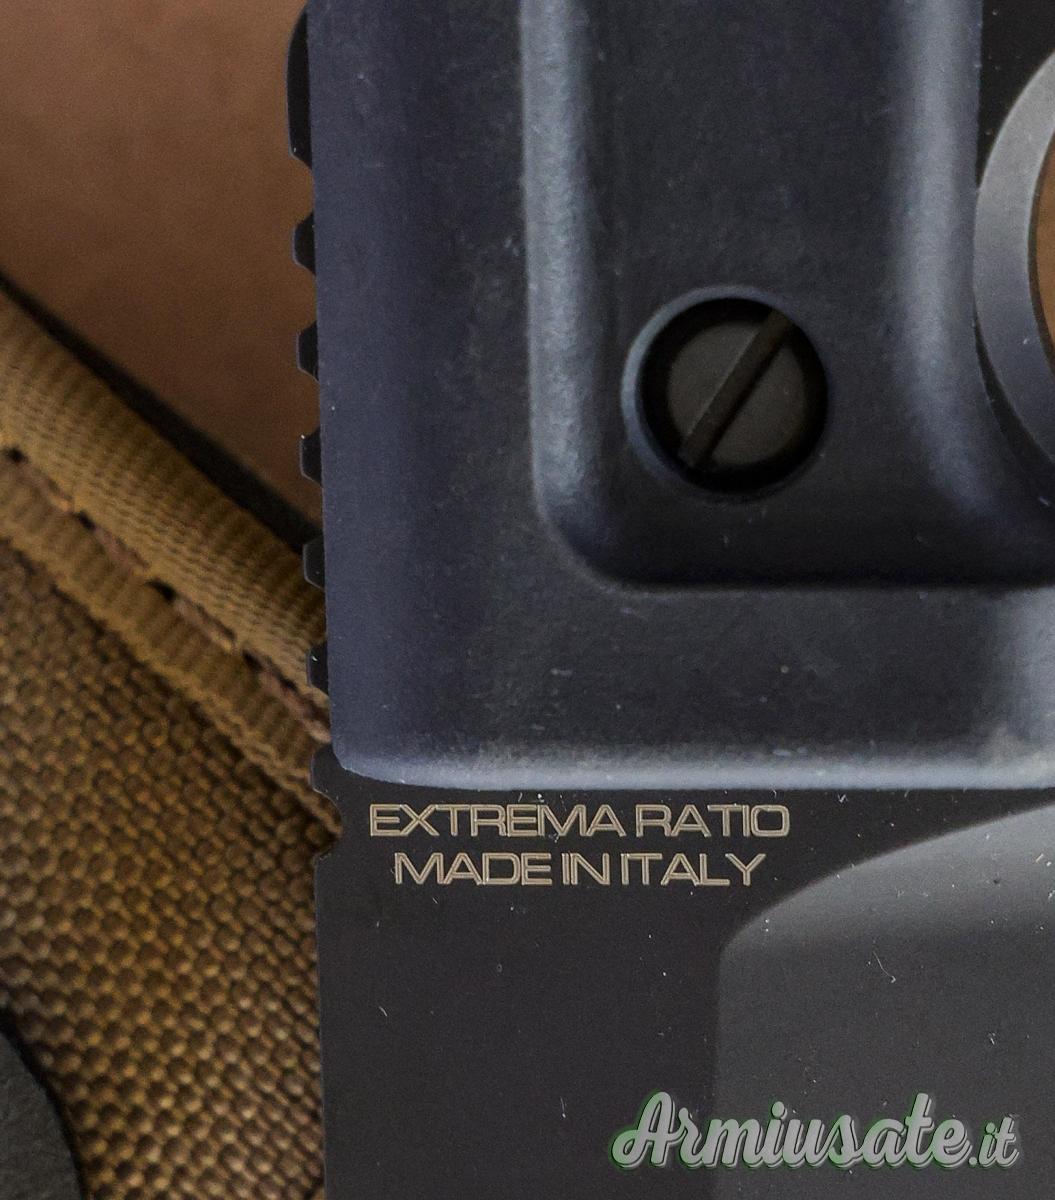 EXTREMA RATIO
MADE IN ITALY
Armiusate.it